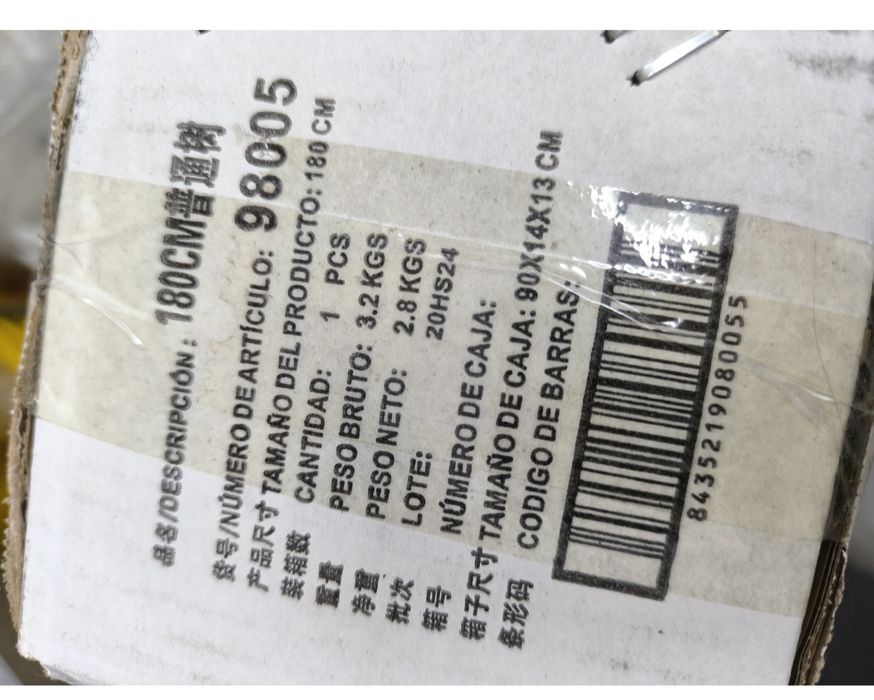 品名/DESCRIPCIÓN: 180CM普通树
货号/NÚMERO DE ARTÍCULO: 98005
产品尺寸 TAMAÑO DEL PRODUCTO: 180 CM
装箱数 CANTIDAD: 1 PCS
重量 PESO BRUTO: 3.2 KGS
净重 PESO NETO: 2.8 KGS
批次 LOTE: 20HS24
箱号 NÚMERO DE CAJA:
箱子尺寸 TAMAÑO DE CAJA: 90X14X13 CM
条形码 CODIGO DE BARRAS:
8435219080055